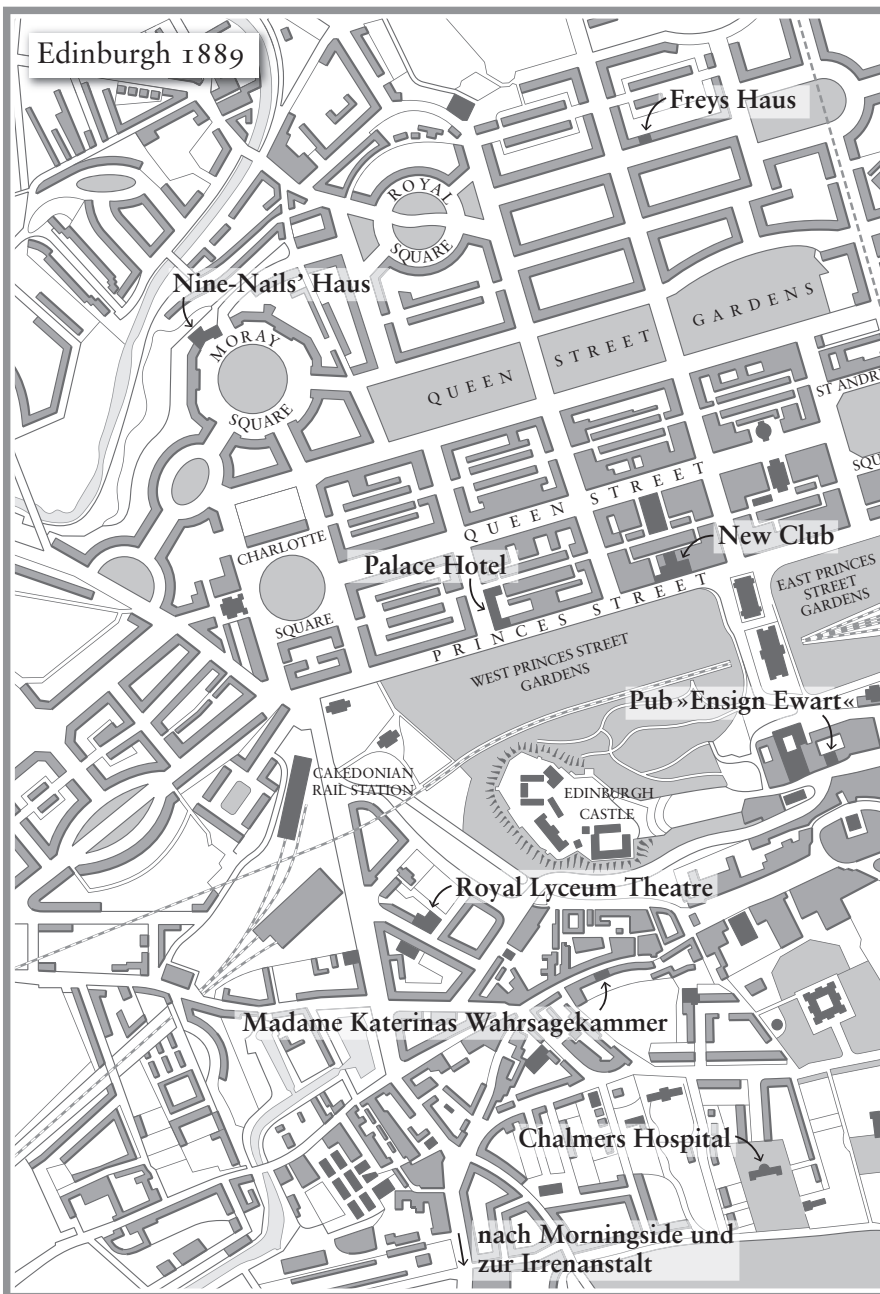 Edinburgh 1889
Freys Haus
ROYAL
SQUARE
Nine-Nails’ Haus
MORAY
SQUARE
QUEEN STREET GARDENS
ST ANDRE
SQU
QUEEN STREET
CHARLOTTE
SQUARE
New Club
Palace Hotel
PRINCES STREET
EAST PRINCES
STREET
GARDENS
WEST PRINCES STREET
GARDENS
Pub »Ensign Ewart«
CALEDONIAN
RAIL STATION
EDINBURGH
CASTLE
Royal Lyceum Theatre
Madame Katerinas Wahrsagekammer
Chalmers Hospital
nach Morningside und
zur Irrenanstalt